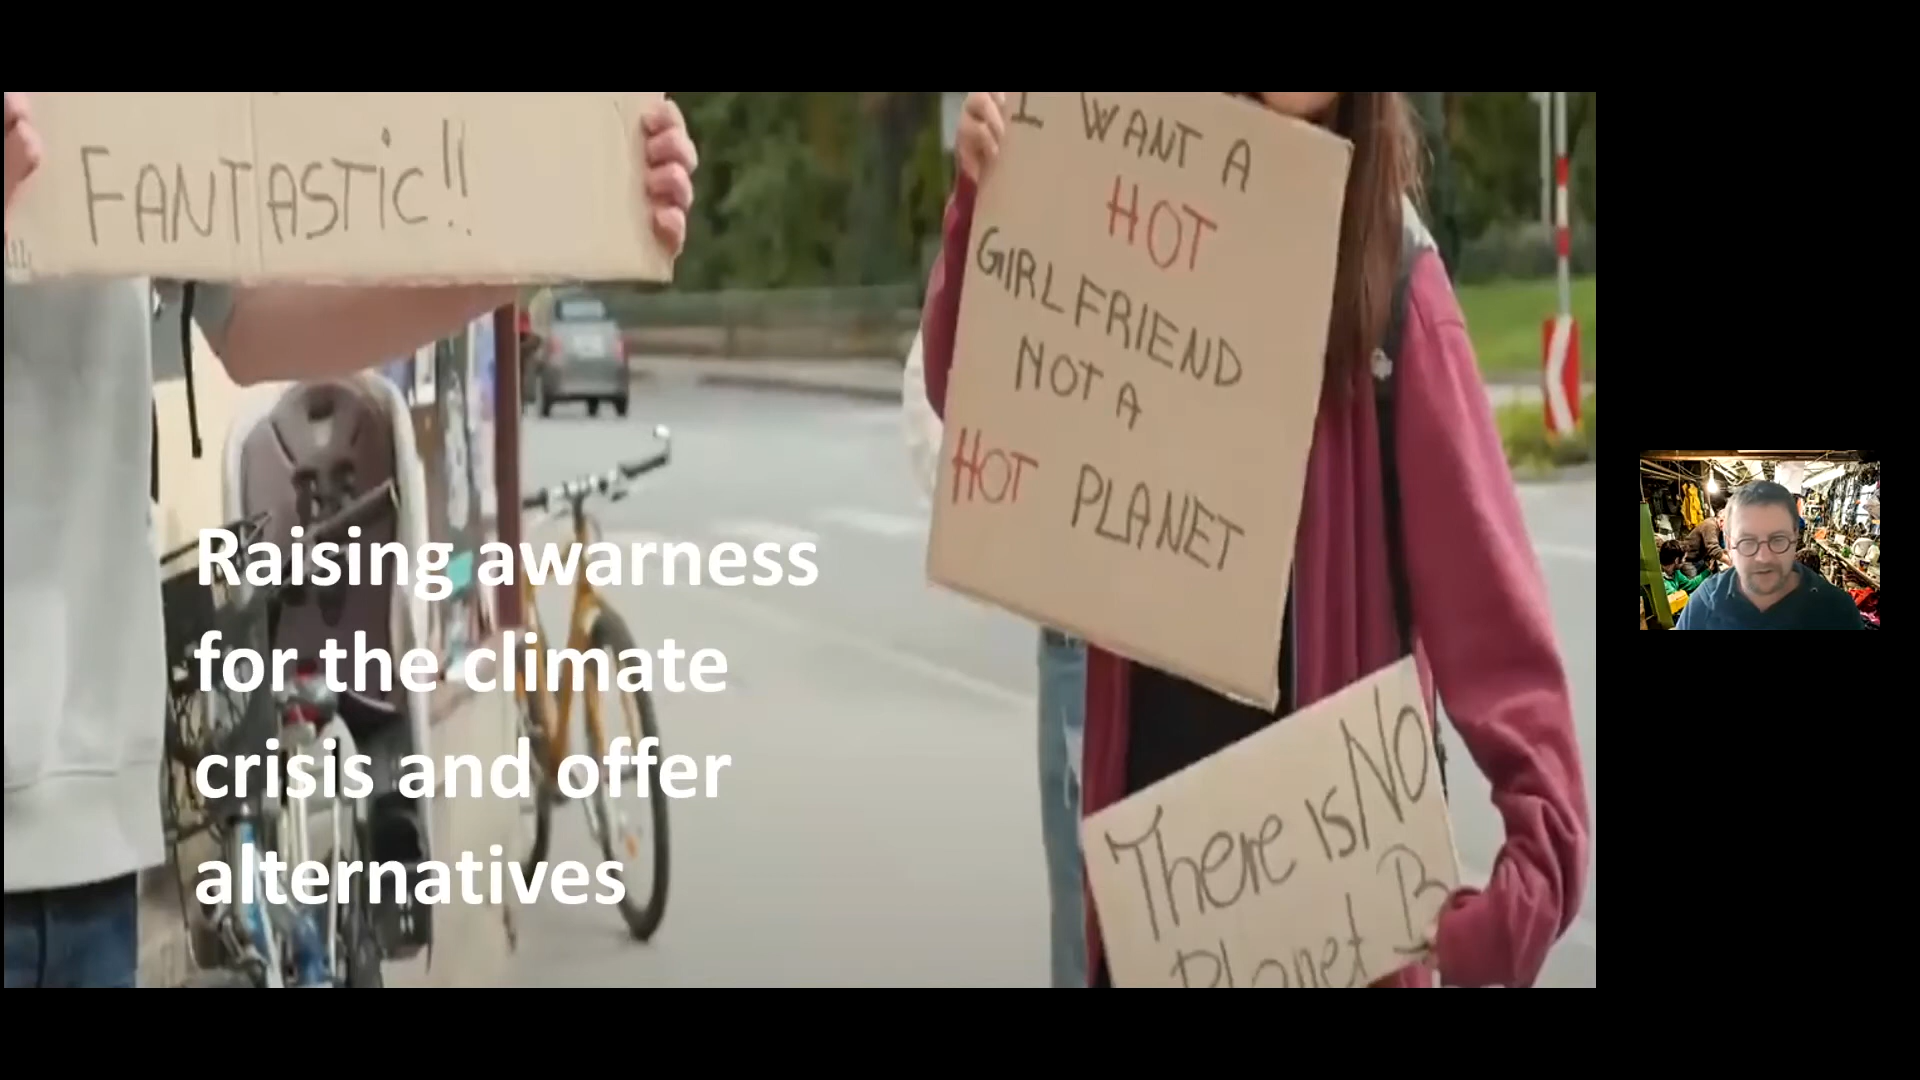 FANTASTIC!!
I WANT A
HOT
GIRLFRIEND
NOT A
HOT PLANET
Raising awarness
for the climate
crisis and offer
alternatives
There is No
Planet B